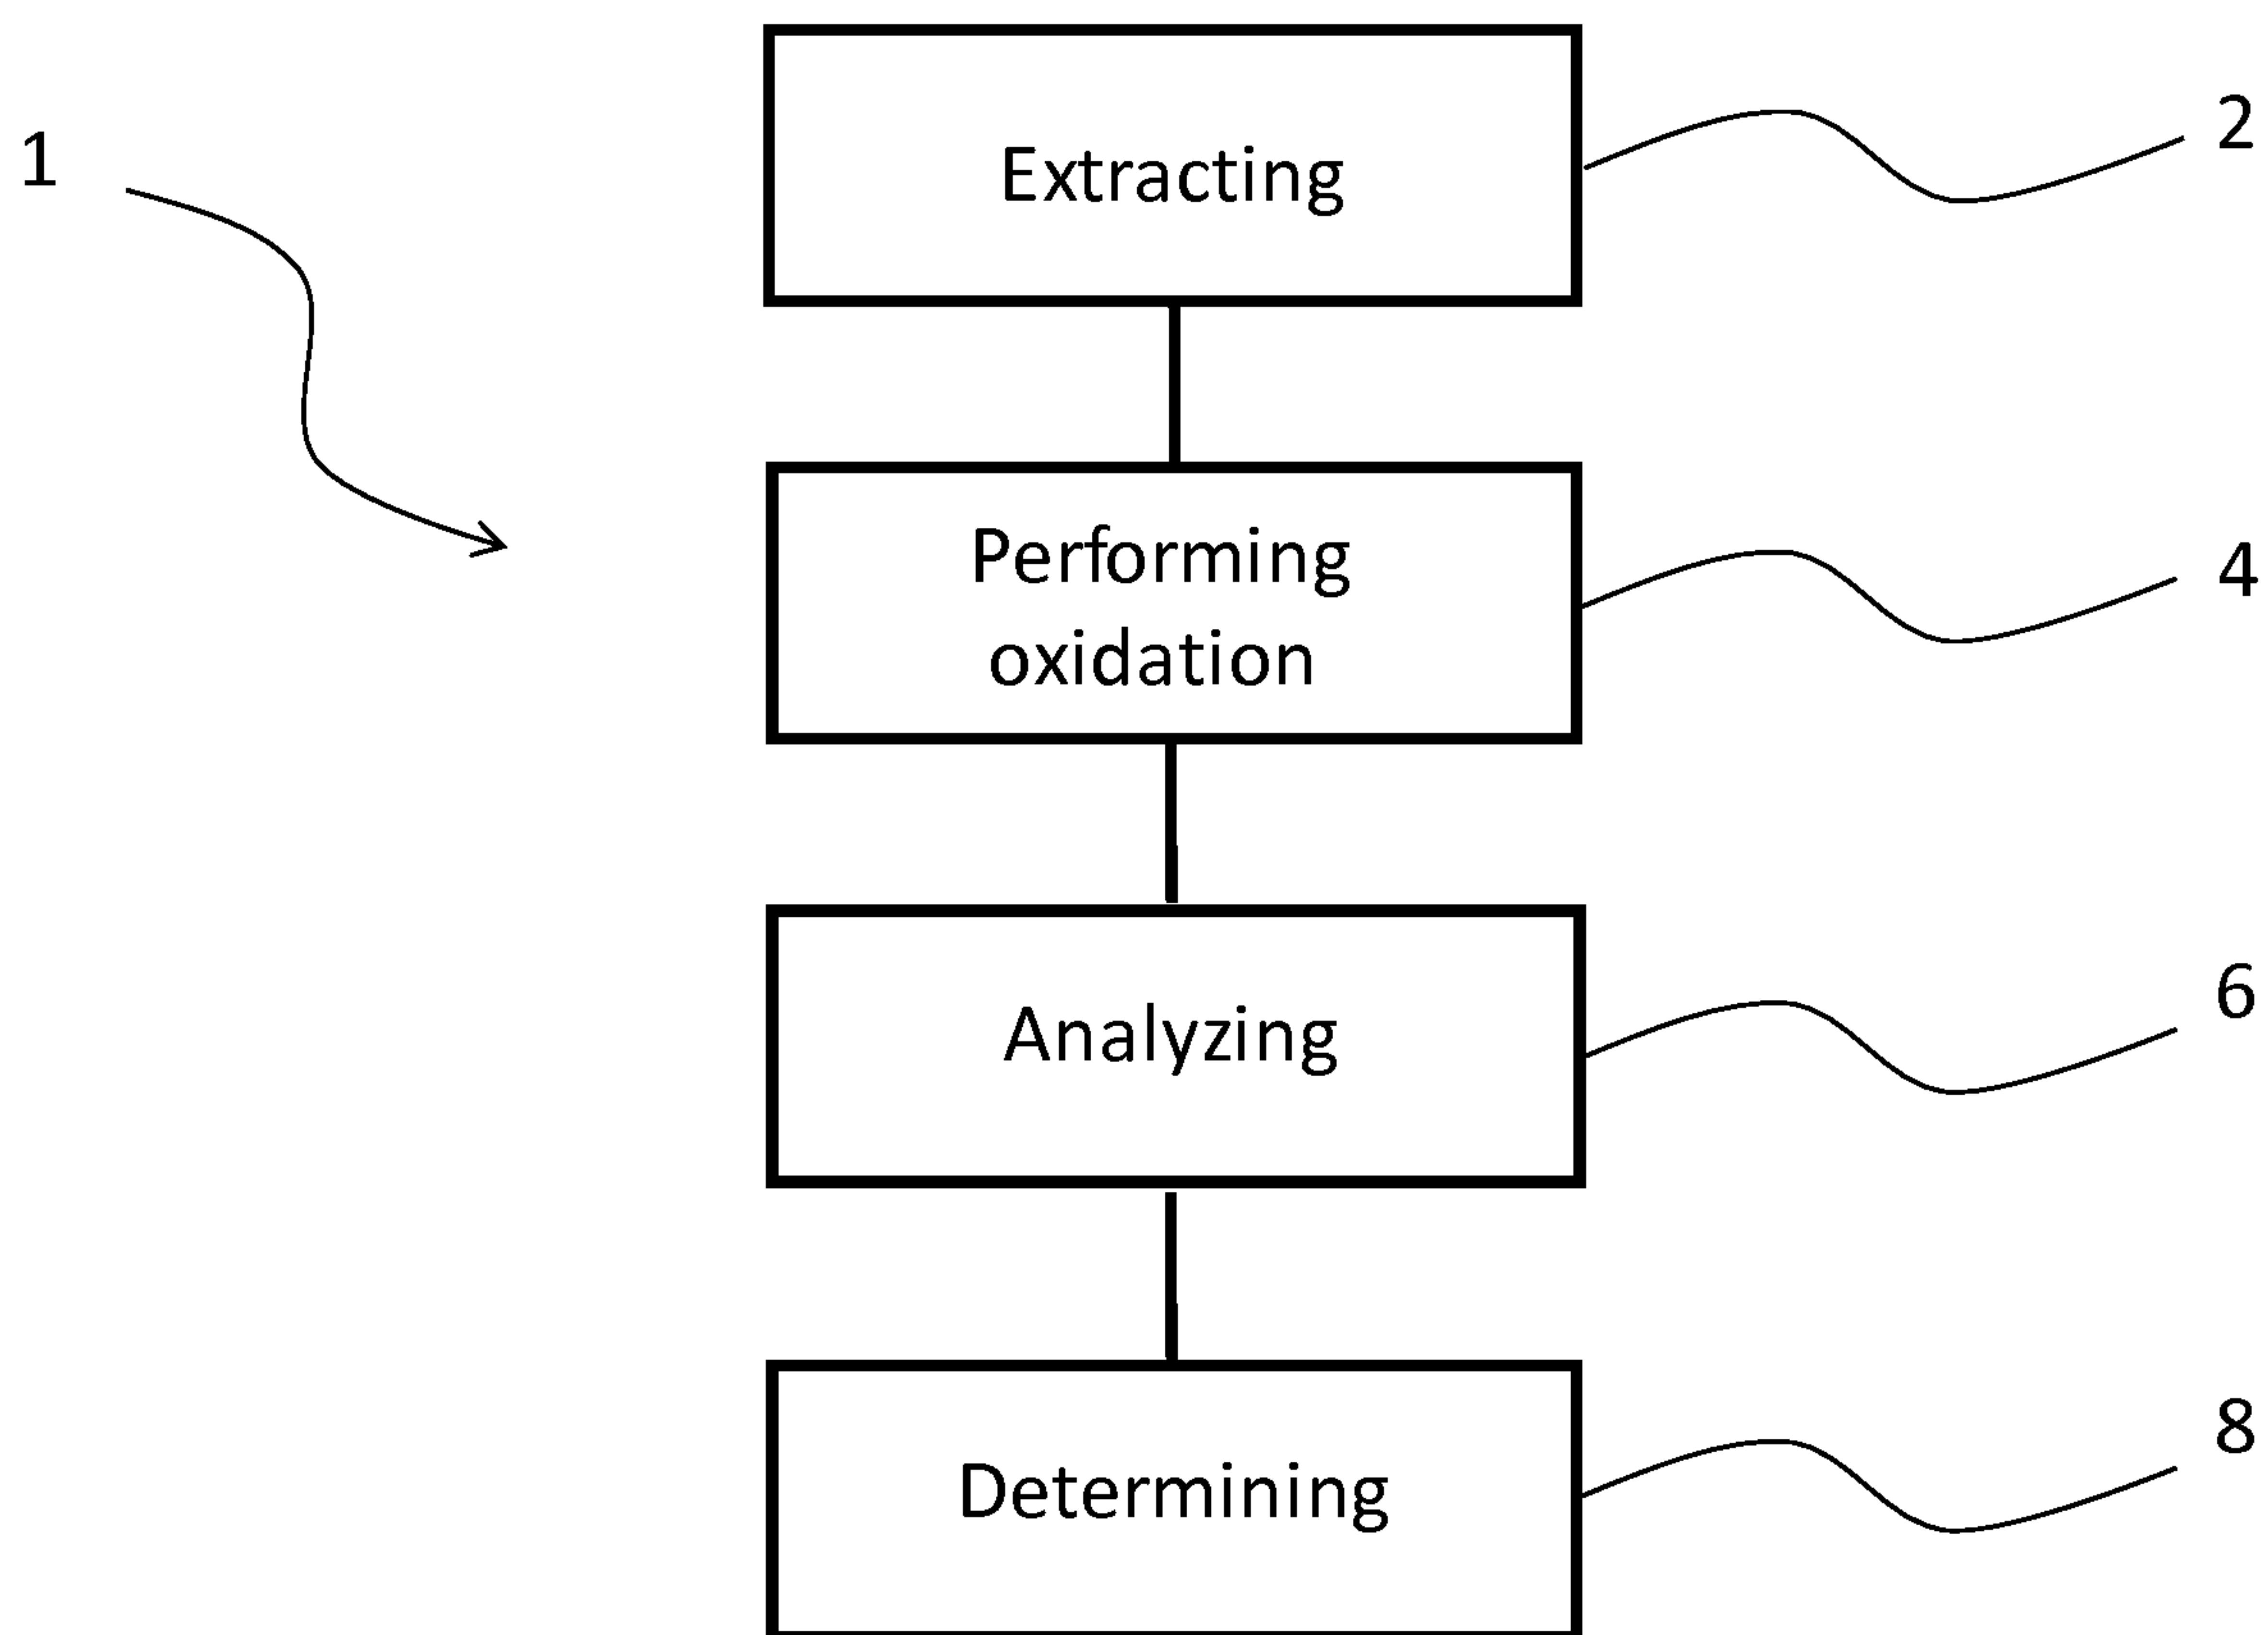 1
Extracting
2
Performing
oxidation
4
Analyzing
6
Determining
8